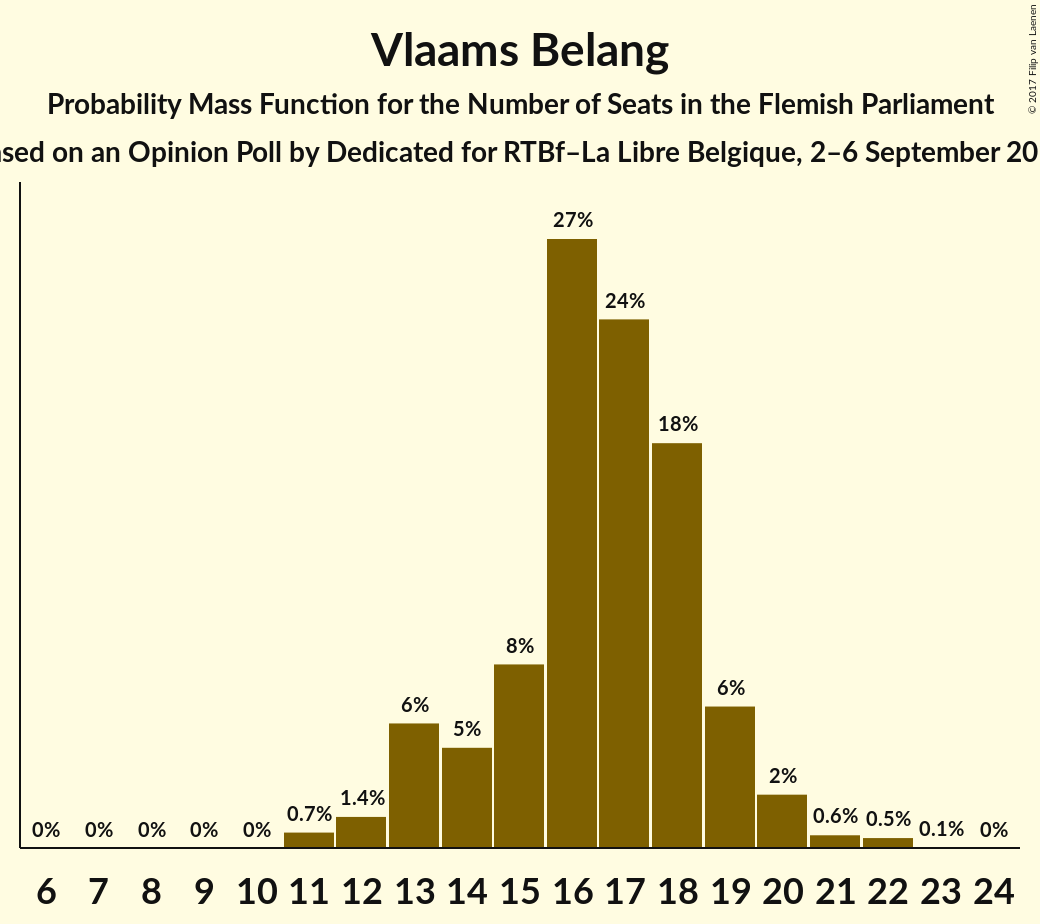 Vlaams Belang
Probability Mass Function for the Number of Seats in the Flemish Parliament
on an Opinion Poll by Dedicated for RTBf–La Libre Belgique, 2–6 September
© 2017 Filip van Laenen
27%
24%
18%
8%
6%
6%
5%
2%
1.4%
0.7%
0.6%
0.5%
0.1%
0% 0% 0% 0% 0% 0%
6 7 8 9 10 11 12 13 14 15 16 17 18 19 20 21 22 23 24